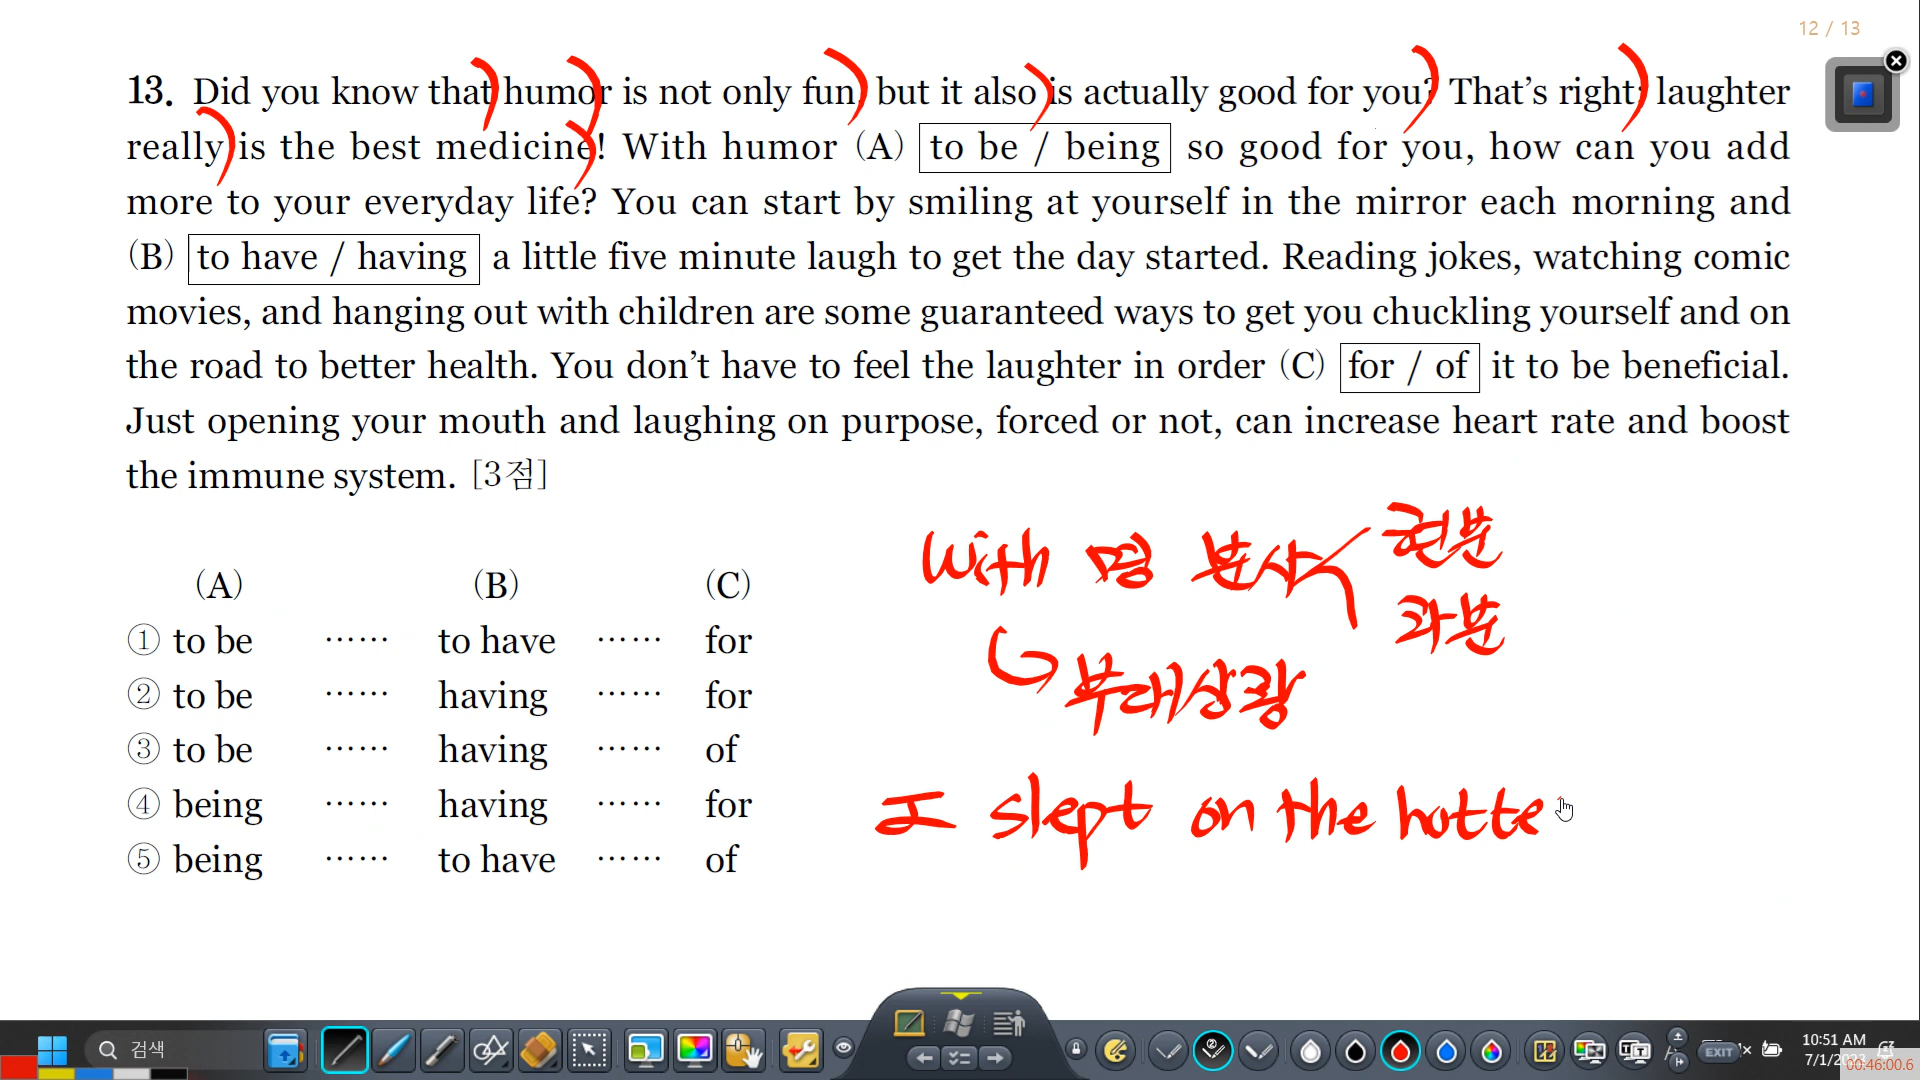 12 / 13
13. Did you know that humor is not only fun, but it also is actually good for you? That's right; laughter
really is the best medicine! With humor (A) to be / being so good for you, how can you add
more to your everyday life? You can start by smiling at yourself in the mirror each morning and
(B) to have / having a little five minute laugh to get the day started. Reading jokes, watching comic
movies, and hanging out with children are some guaranteed ways to get you chuckling yourself and on
the road to better health. You don't have to feel the laughter in order (C) for / of it to be beneficial.
Just opening your mouth and laughing on purpose, forced or not, can increase heart rate and boost
the immune system. [3점]
With 명 분사 현분
과분
부대상황
I slept on the hotte
(A) (B) (C)
① to be …… to have …… for
② to be …… having …… for
③ to be …… having …… of
④ being …… having …… for
⑤ being …… to have …… of
검색
EXIT
10:51 AM
00:46:00.6